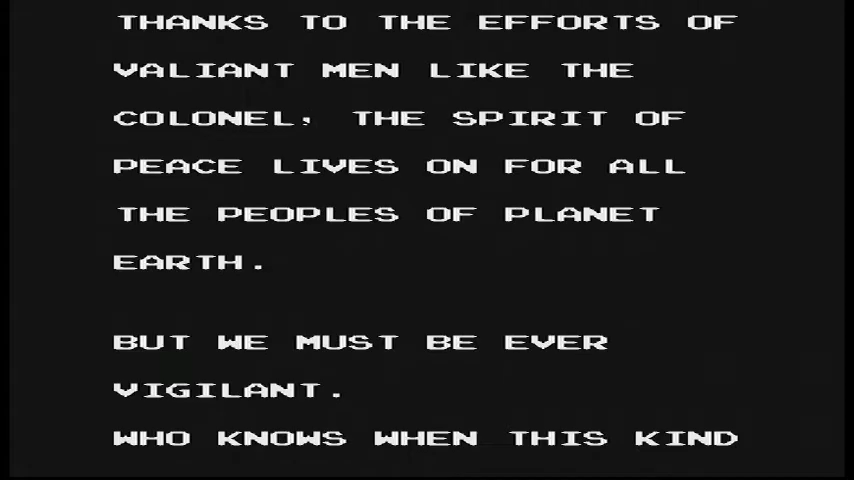 THANKS TO THE EFFORTS OF
VALIANT MEN LIKE THE
COLONEL, THE SPIRIT OF
PEACE LIVES ON FOR ALL
THE PEOPLES OF PLANET
EARTH.
BUT WE MUST BE EVER
VIGILANT.
WHO KNOWS WHEN THIS KIND